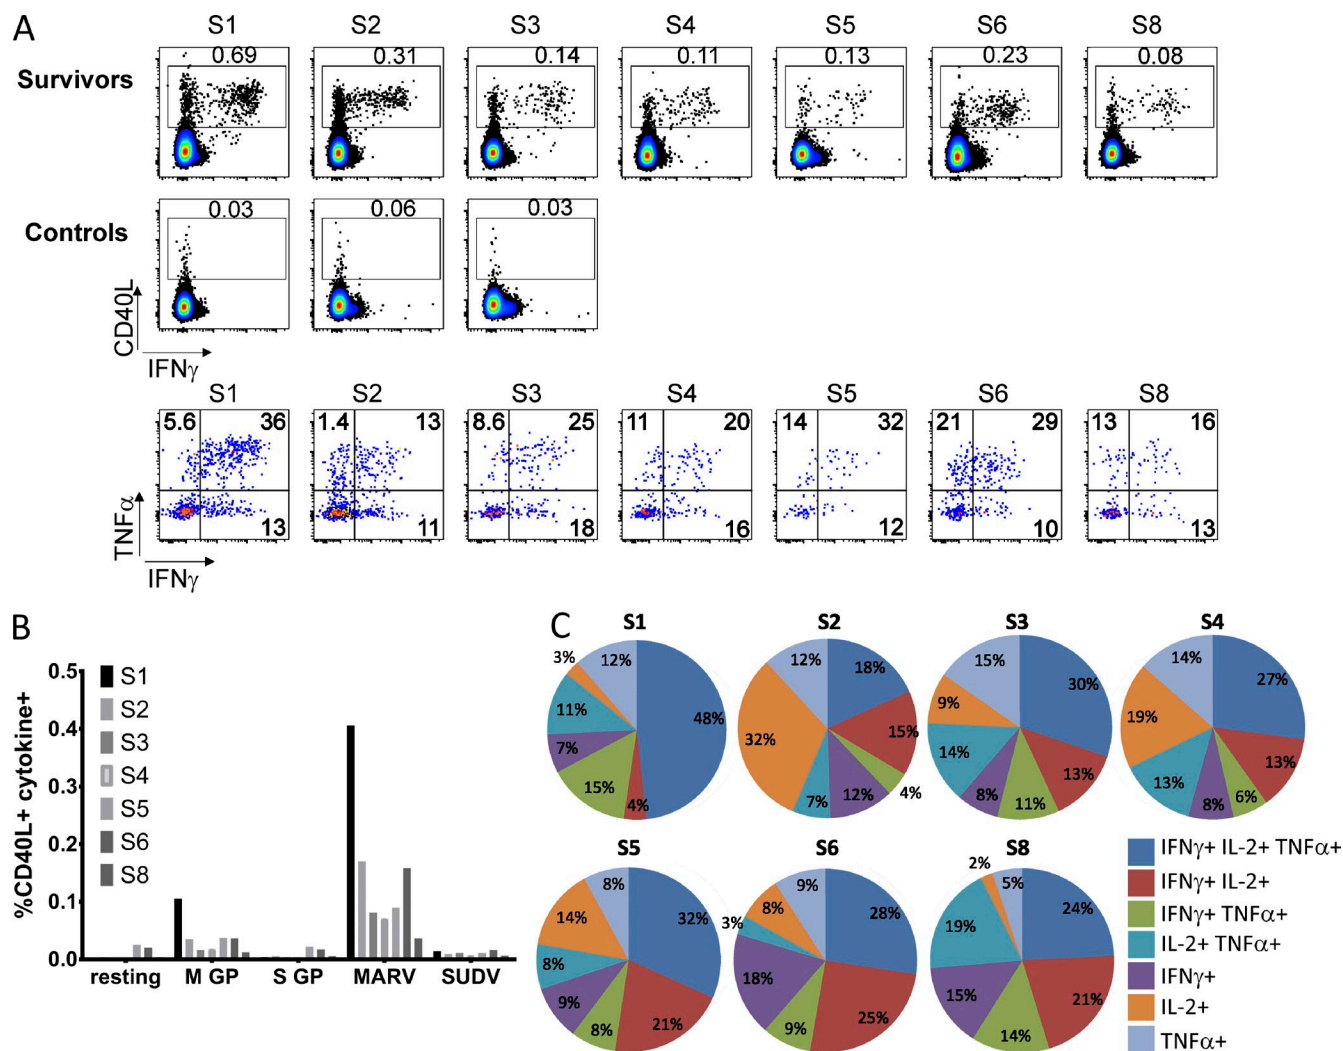 A
S1 S2 S3 S4 S5 S6 S8
Survivors
0.69 0.31 0.14 0.11 0.13 0.23 0.08
Controls
0.03 0.06 0.03
CD40L
IFNγ
S1 S2 S3 S4 S5 S6 S8
5.6 36 1.4 13 8.6 25 11 20 14 32 21 29 13 16
13 11 18 16 12 10 13
TNFα
IFNγ
B
%CD40L+ cytokine+
0.5
0.4
0.3
0.2
0.1
0.0
S1
S2
S3
S4
S5
S6
S8
resting M GP S GP MARV SUDV
C
S1
48%
4%
15%
7%
11%
3%
12%
S2
18%
15%
4%
12%
7%
32%
12%
S3
30%
13%
11%
8%
14%
9%
15%
S4
27%
13%
6%
8%
13%
19%
14%
S5
32%
21%
8%
9%
8%
14%
8%
S6
28%
25%
9%
18%
3%
8%
9%
S8
24%
21%
14%
15%
19%
2%
5%
IFNγ+ IL-2+ TNFα+
IFNγ+ IL-2+
IFNγ+ TNFα+
IL-2+ TNFα+
IFNγ+
IL-2+
TNFα+